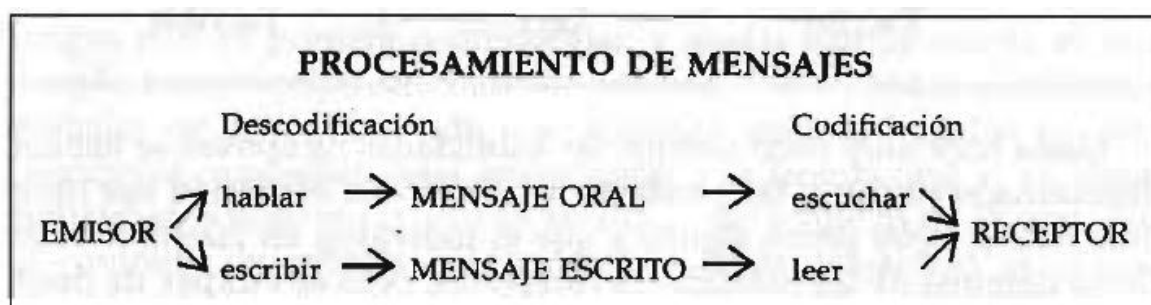 PROCESAMIENTO DE MENSAJES
Descodificación Codificación
hablar MENSAJE ORAL escuchar
EMISOR RECEPTOR
escribir MENSAJE ESCRITO leer